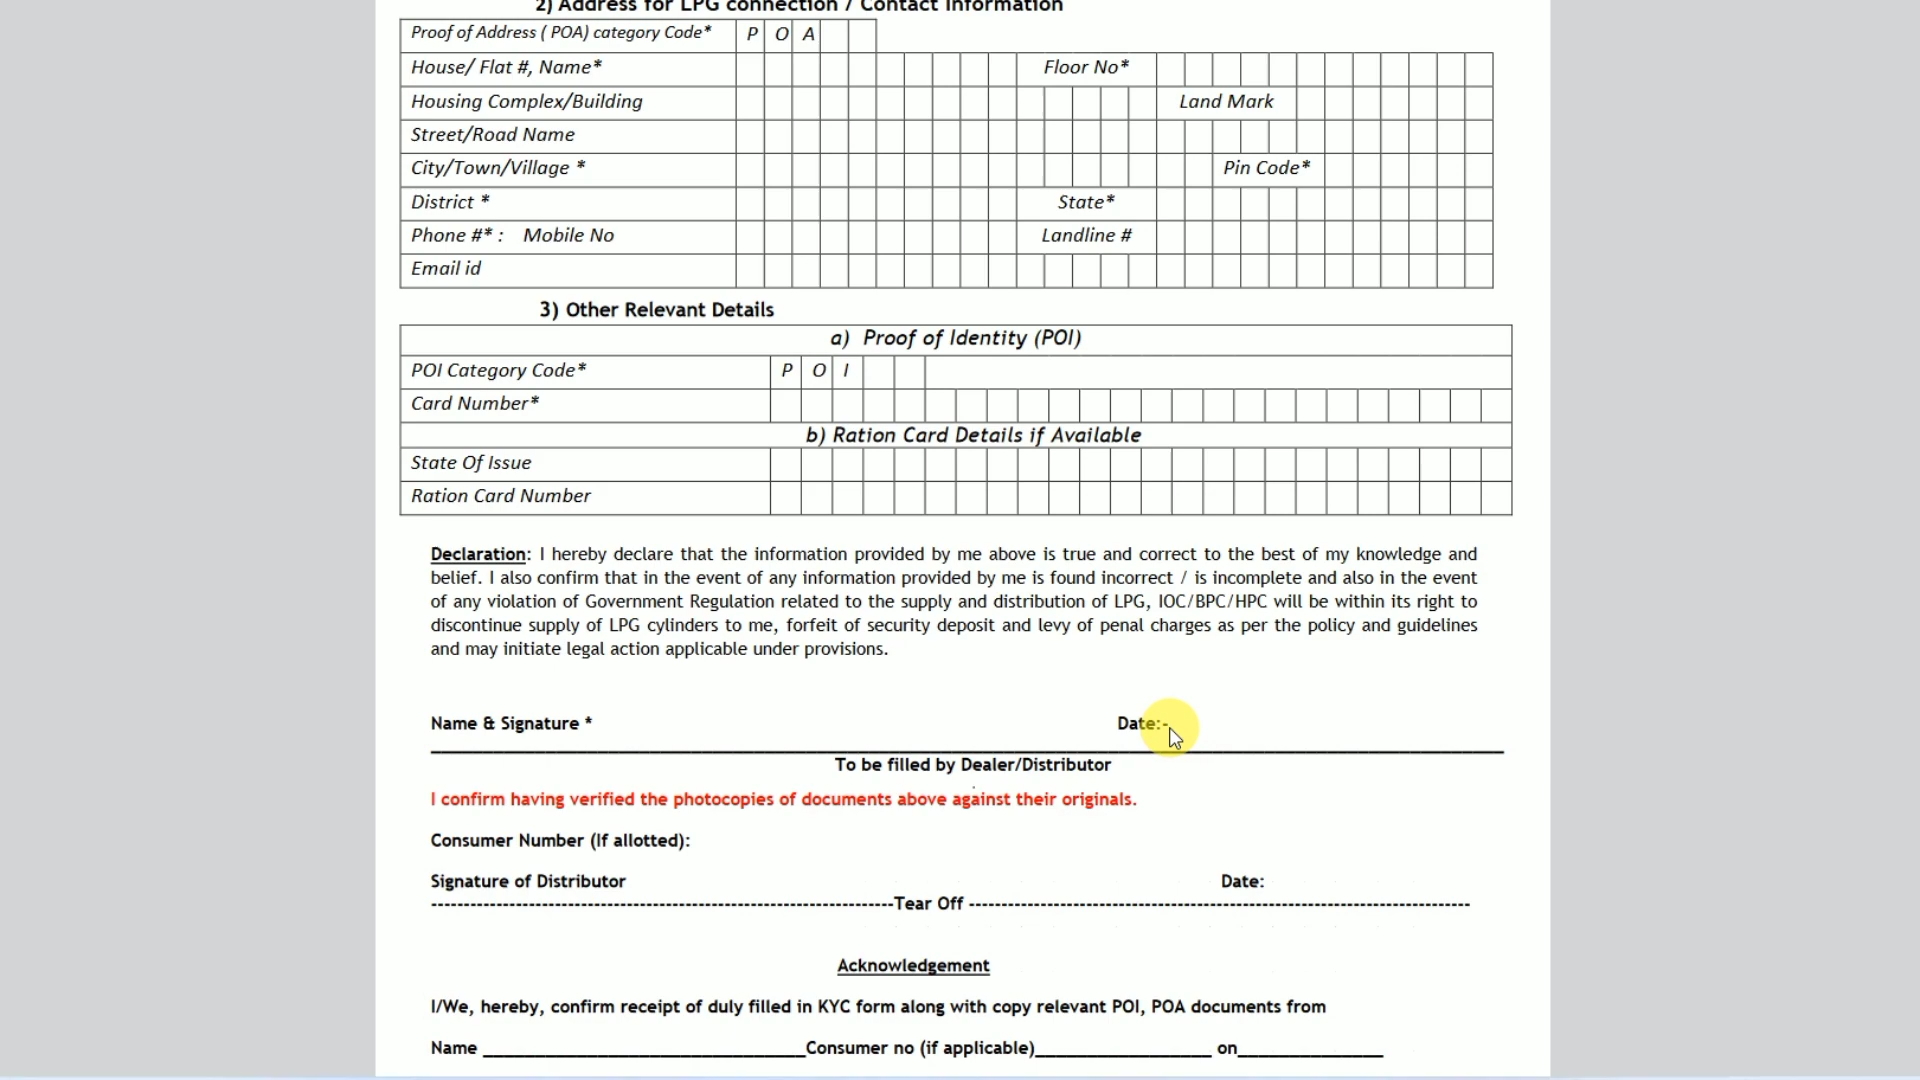 2) Address for LPG connection / Contact Information
Proof of Address ( POA) category Code* P O A
House/ Flat #, Name* Floor No*
Housing Complex/Building Land Mark
Street/Road Name
City/Town/Village * Pin Code*
District * State*
Phone #* : Mobile No Landline #
Email id
3) Other Relevant Details
a) Proof of Identity (POI)
POI Category Code* P O I
Card Number*
b) Ration Card Details if Available
State Of Issue
Ration Card Number
Declaration: I hereby declare that the information provided by me above is true and correct to the best of my knowledge and
belief. I also confirm that in the event of any information provided by me is found incorrect / is incomplete and also in the event
of any violation of Government Regulation related to the supply and distribution of LPG, IOC/BPC/HPC will be within its right to
discontinue supply of LPG cylinders to me, forfeit of security deposit and levy of penal charges as per the policy and guidelines
and may initiate legal action applicable under provisions.
Name & Signature * Date:-
To be filled by Dealer/Distributor
I confirm having verified the photocopies of documents above against their originals.
Consumer Number (If allotted):
Signature of Distributor Date:
-----Tear Off -----
Acknowledgement
I/We, hereby, confirm receipt of duly filled in KYC form along with copy relevant POI, POA documents from
Name ____Consumer no (if applicable)____ on____